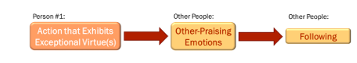 Person #1:
Other People:
Other People:
Action that Exhibits
Exceptional Virtue(s)
Other-Praising
Emotions
Following